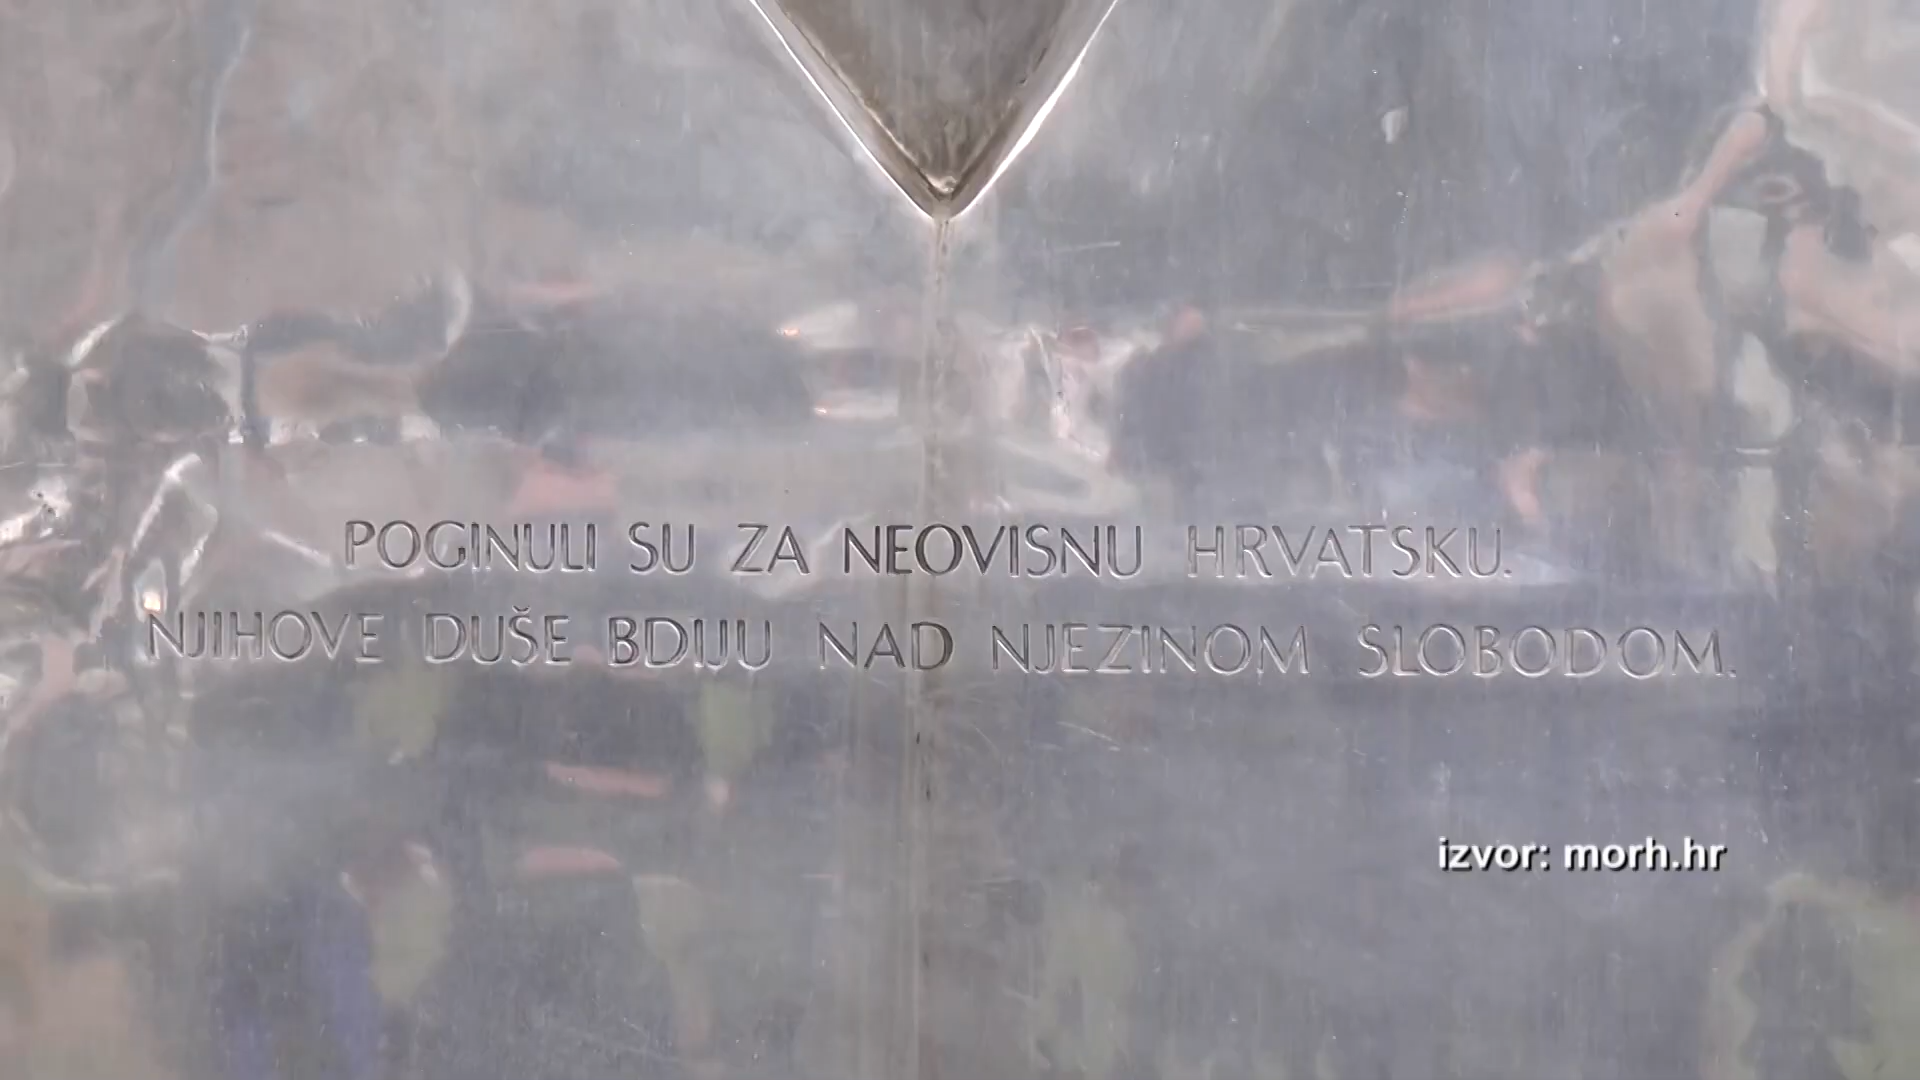 POGINULI SU ZA NEOVISNU HRVATSKU.
NJIHOVE DUŠE BDIJU NAD NJEZINOM SLOBODOM.
izvor: morh.hr